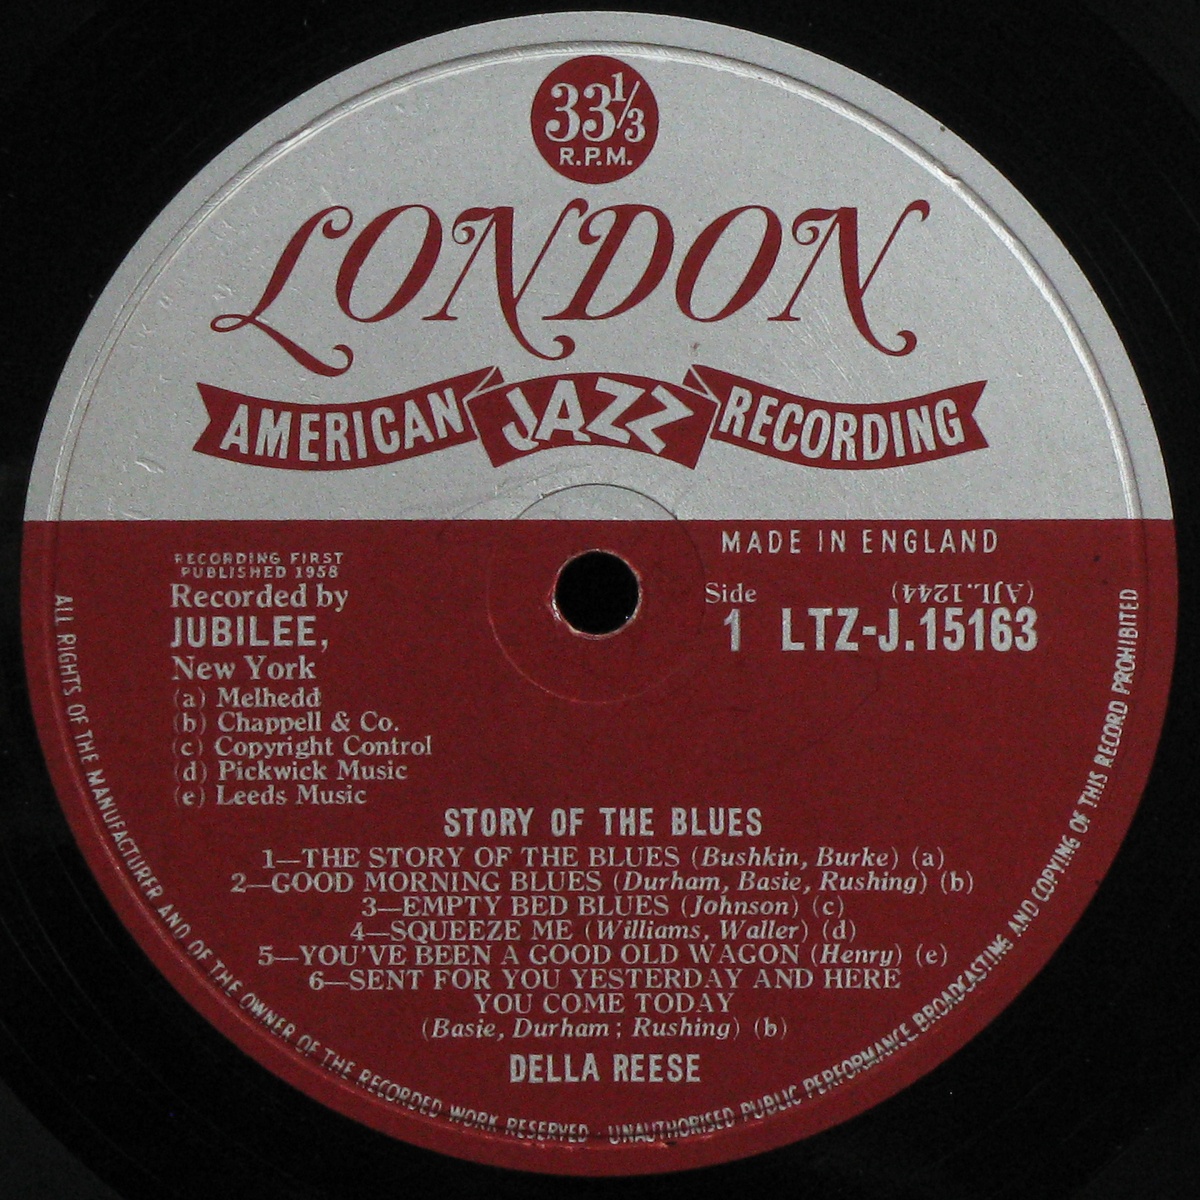 33⅓
R.P.M.
LONDON
AMERICAN JAZZ RECORDING
MADE IN ENGLAND
RECORDING FIRST
PUBLISHED 1958
Recorded by
JUBILEE,
New York
(a) Melhedd
(b) Chappell & Co.
(c) Copyright Control
(d) Pickwick Music
(e) Leeds Music
Side
1
(AJL.1244)
LTZ-J.15163
STORY OF THE BLUES
1—THE STORY OF THE BLUES (Bushkin, Burke) (a)
2—GOOD MORNING BLUES (Durham, Basie, Rushing) (b)
3—EMPTY BED BLUES (Johnson) (c)
4—SQUEEZE ME (Williams, Waller) (d)
5—YOU'VE BEEN A GOOD OLD WAGON (Henry) (e)
6—SENT FOR YOU YESTERDAY AND HERE
YOU COME TODAY
(Basie, Durham; Rushing) (b)
DELLA REESE
ALL RIGHTS OF THE MANUFACTURER AND OF THE OWNER OF THE RECORDED WORK RESERVED UNAUTHORISED PUBLIC PERFORMANCE BROADCASTING AND COPYING OF THIS RECORD PROHIBITED